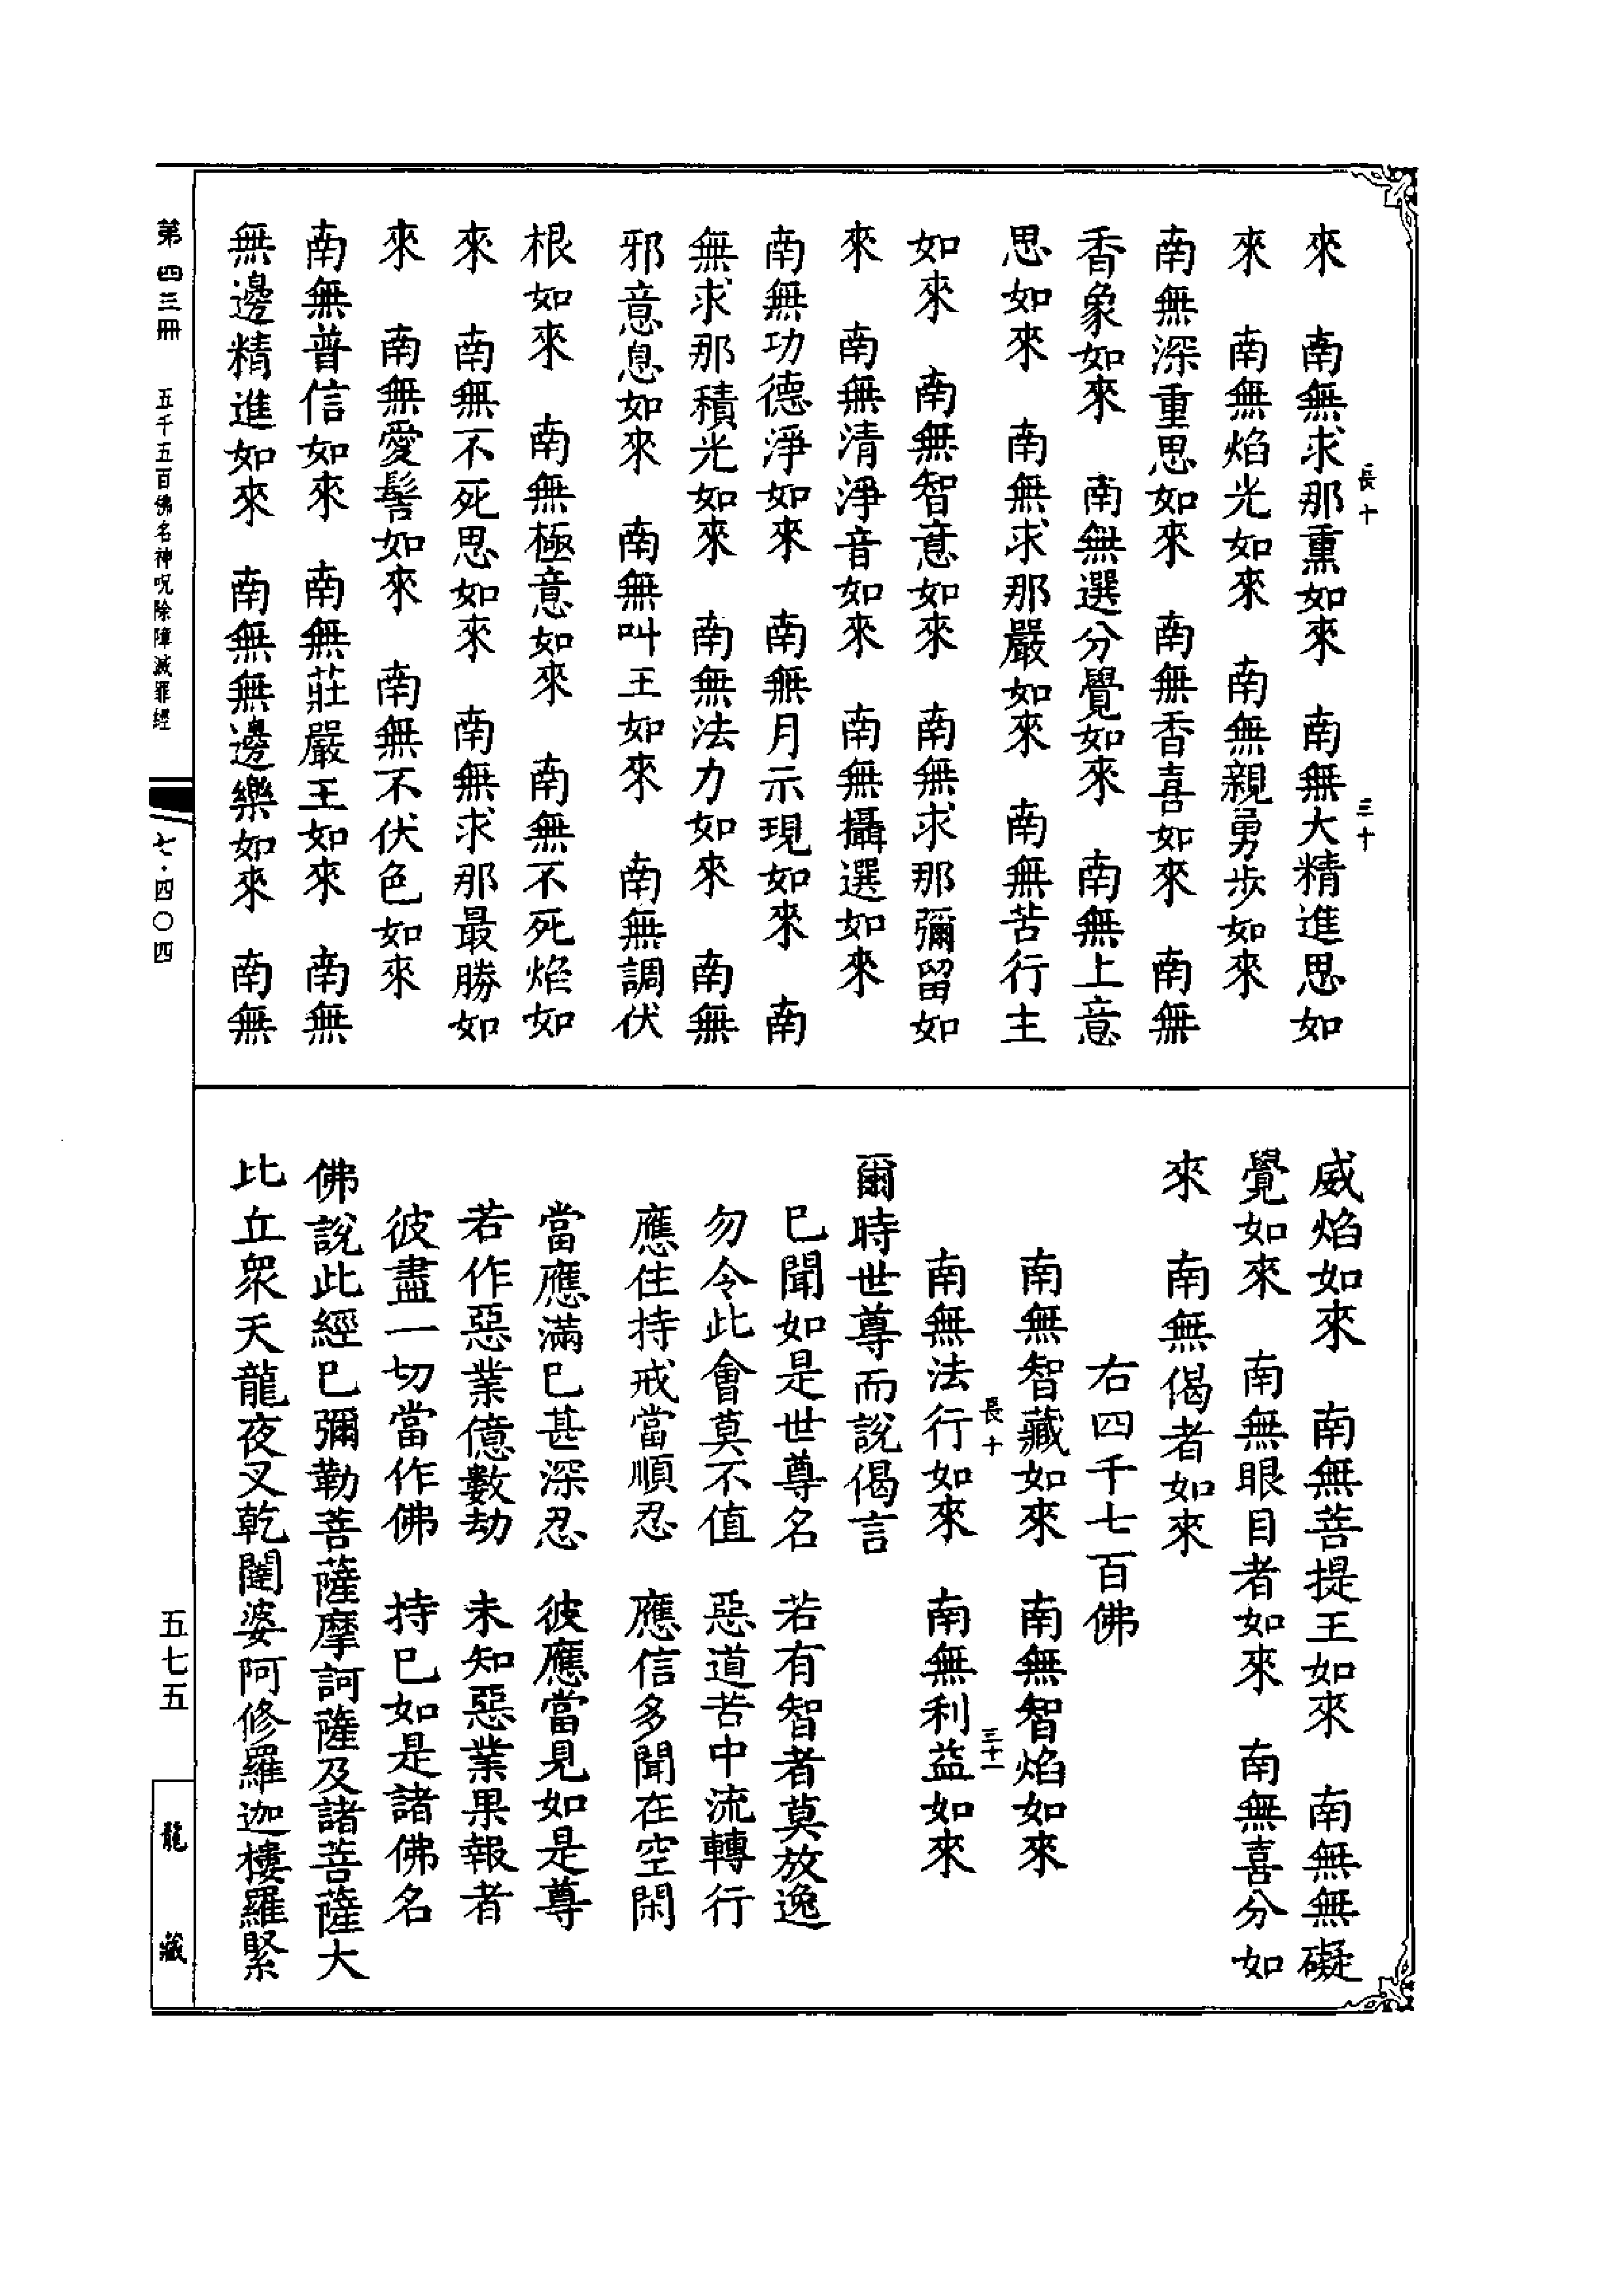 來　南無求那熏如來　南無大精進思如
長十
三十
來　南無焰光如來　南無親勇步如來
南無深重思如來　南無香喜如來　南無
香象如來　南無選分覺如來　南無上意
思如來　南無求那嚴如來　南無苦行主
如來　南無智意如來　南無求那彌留如
來　南無清淨音如來　南無攝選如來
南無功德淨如來　南無月示現如來　南
無求那積光如來　南無法力如來　南無
邪意息如來　南無叫王如來　南無調伏
根如來　南無極意如來　南無不死焰如
來　南無不死思如來　南無求那最勝如
來　南無愛髻如來　南無不伏色如來
南無普信如來　南無莊嚴王如來　南無
無邊精進如來　南無無邊樂如來　南無
威焰如來　南無菩提王如來　南無無礙
覺如來　南無眼目者如來　南無喜分如
來　南無偈者如來
右四千七百佛
南無智藏如來　南無智焰如來
南無法行如來　南無利益如來
長十
三十一
爾時世尊而說偈言
已聞如是世尊名　若有智者莫放逸
勿令此會莫不值　惡道苦中流轉行
應住持戒當順忍　應信多聞在空閑
當應滿已甚深忍　彼應當見如是尊
若作惡業億數劫　未知惡業果報者
彼盡一切當作佛　持已如是諸佛名
佛說此經已彌勒菩薩摩訶薩及諸菩薩大
比丘眾天龍夜叉乾闥婆阿修羅迦樓羅緊
第四三冊　五千五百佛名神呪除障滅罪經
七·四〇四
五七五
龍藏